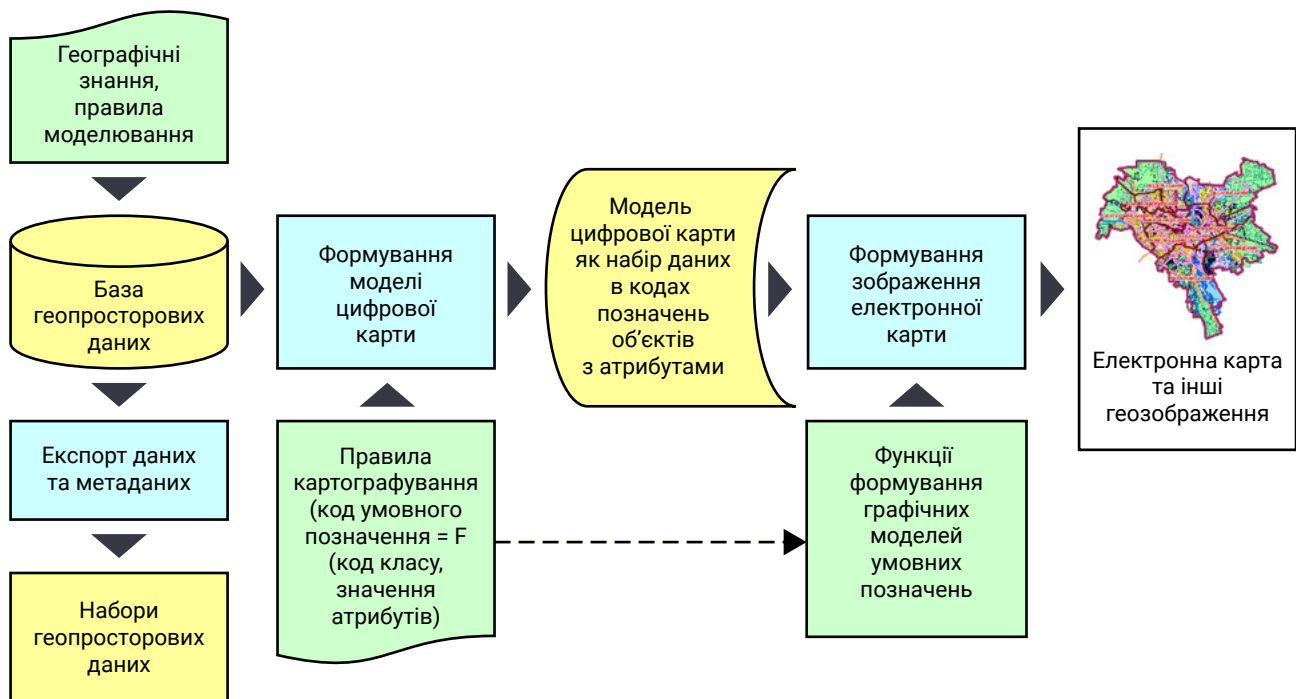 Географічні
знання,
правила
моделювання
База
геопросторових
даних
Експорт даних
та метаданих
Набори
геопросторових
даних
Формування
моделі
цифрової
карти
Правила
картографування
(код умовного
позначення = F
(код класу,
значення
атрибутів)
Модель
цифрової карти
як набір даних
в кодах
позначень
об’єктів
з атрибутами
Формування
зображення
електронної
карти
Функції
формування
графічних
моделей
умовних
позначень
Електронна карта
та інші
геозображення